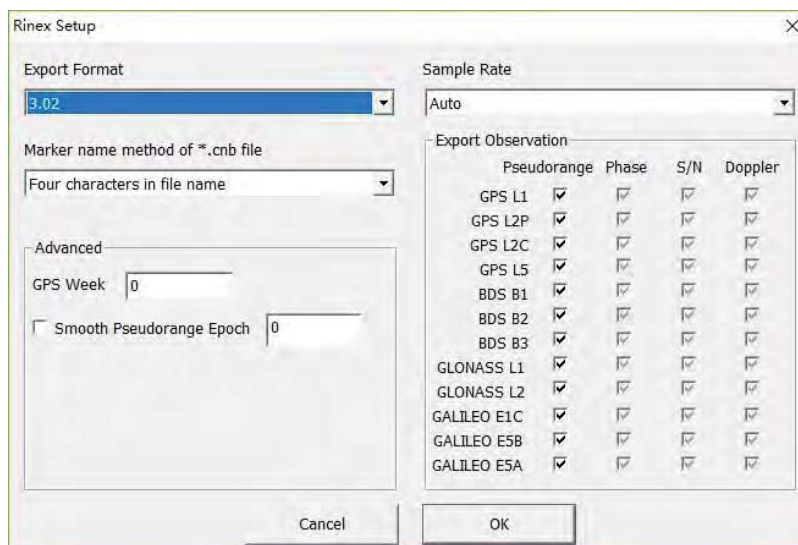 Rinex Setup
Export Format
3.02
Marker name method of *.cnb file
Four characters in file name
Advanced
GPS Week 0
Smooth Pseudorange Epoch 0
Sample Rate
Auto
Export Observation
Pseudorange Phase S/N Doppler
GPS L1
GPS L2P
GPS L2C
GPS L5
BDS B1
BDS B2
BDS B3
GLONASS L1
GLONASS L2
GALILEO E1C
GALILEO E5B
GALILEO E5A
Cancel OK